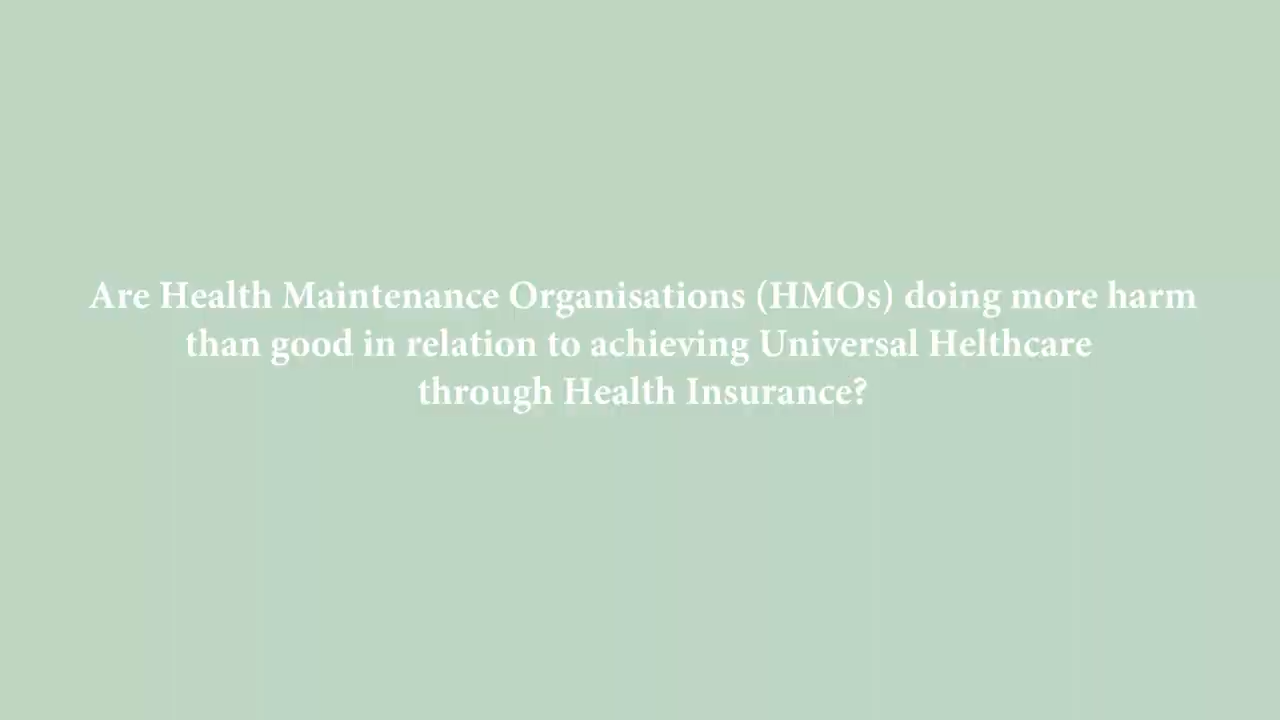 Are Health Maintenance Organisations (HMOs) doing more harm
than good in relation to achieving Universal Helthcare
through Health Insurance?